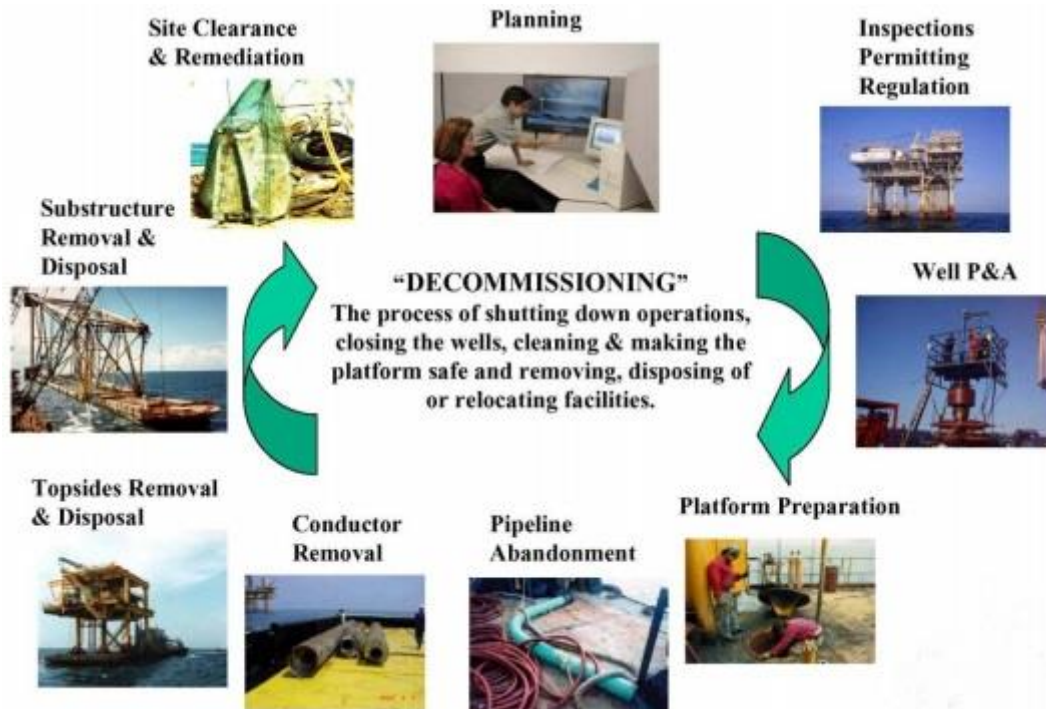 Planning
Inspections
Permitting
Regulation
Well P&A
Platform Preparation
Pipeline
Abandonment
Conductor
Removal
Topsides Removal
& Disposal
Substructure
Removal &
Disposal
Site Clearance
& Remediation
“DECOMMISSIONING”
The process of shutting down operations,
closing the wells, cleaning & making the
platform safe and removing, disposing of
or relocating facilities.